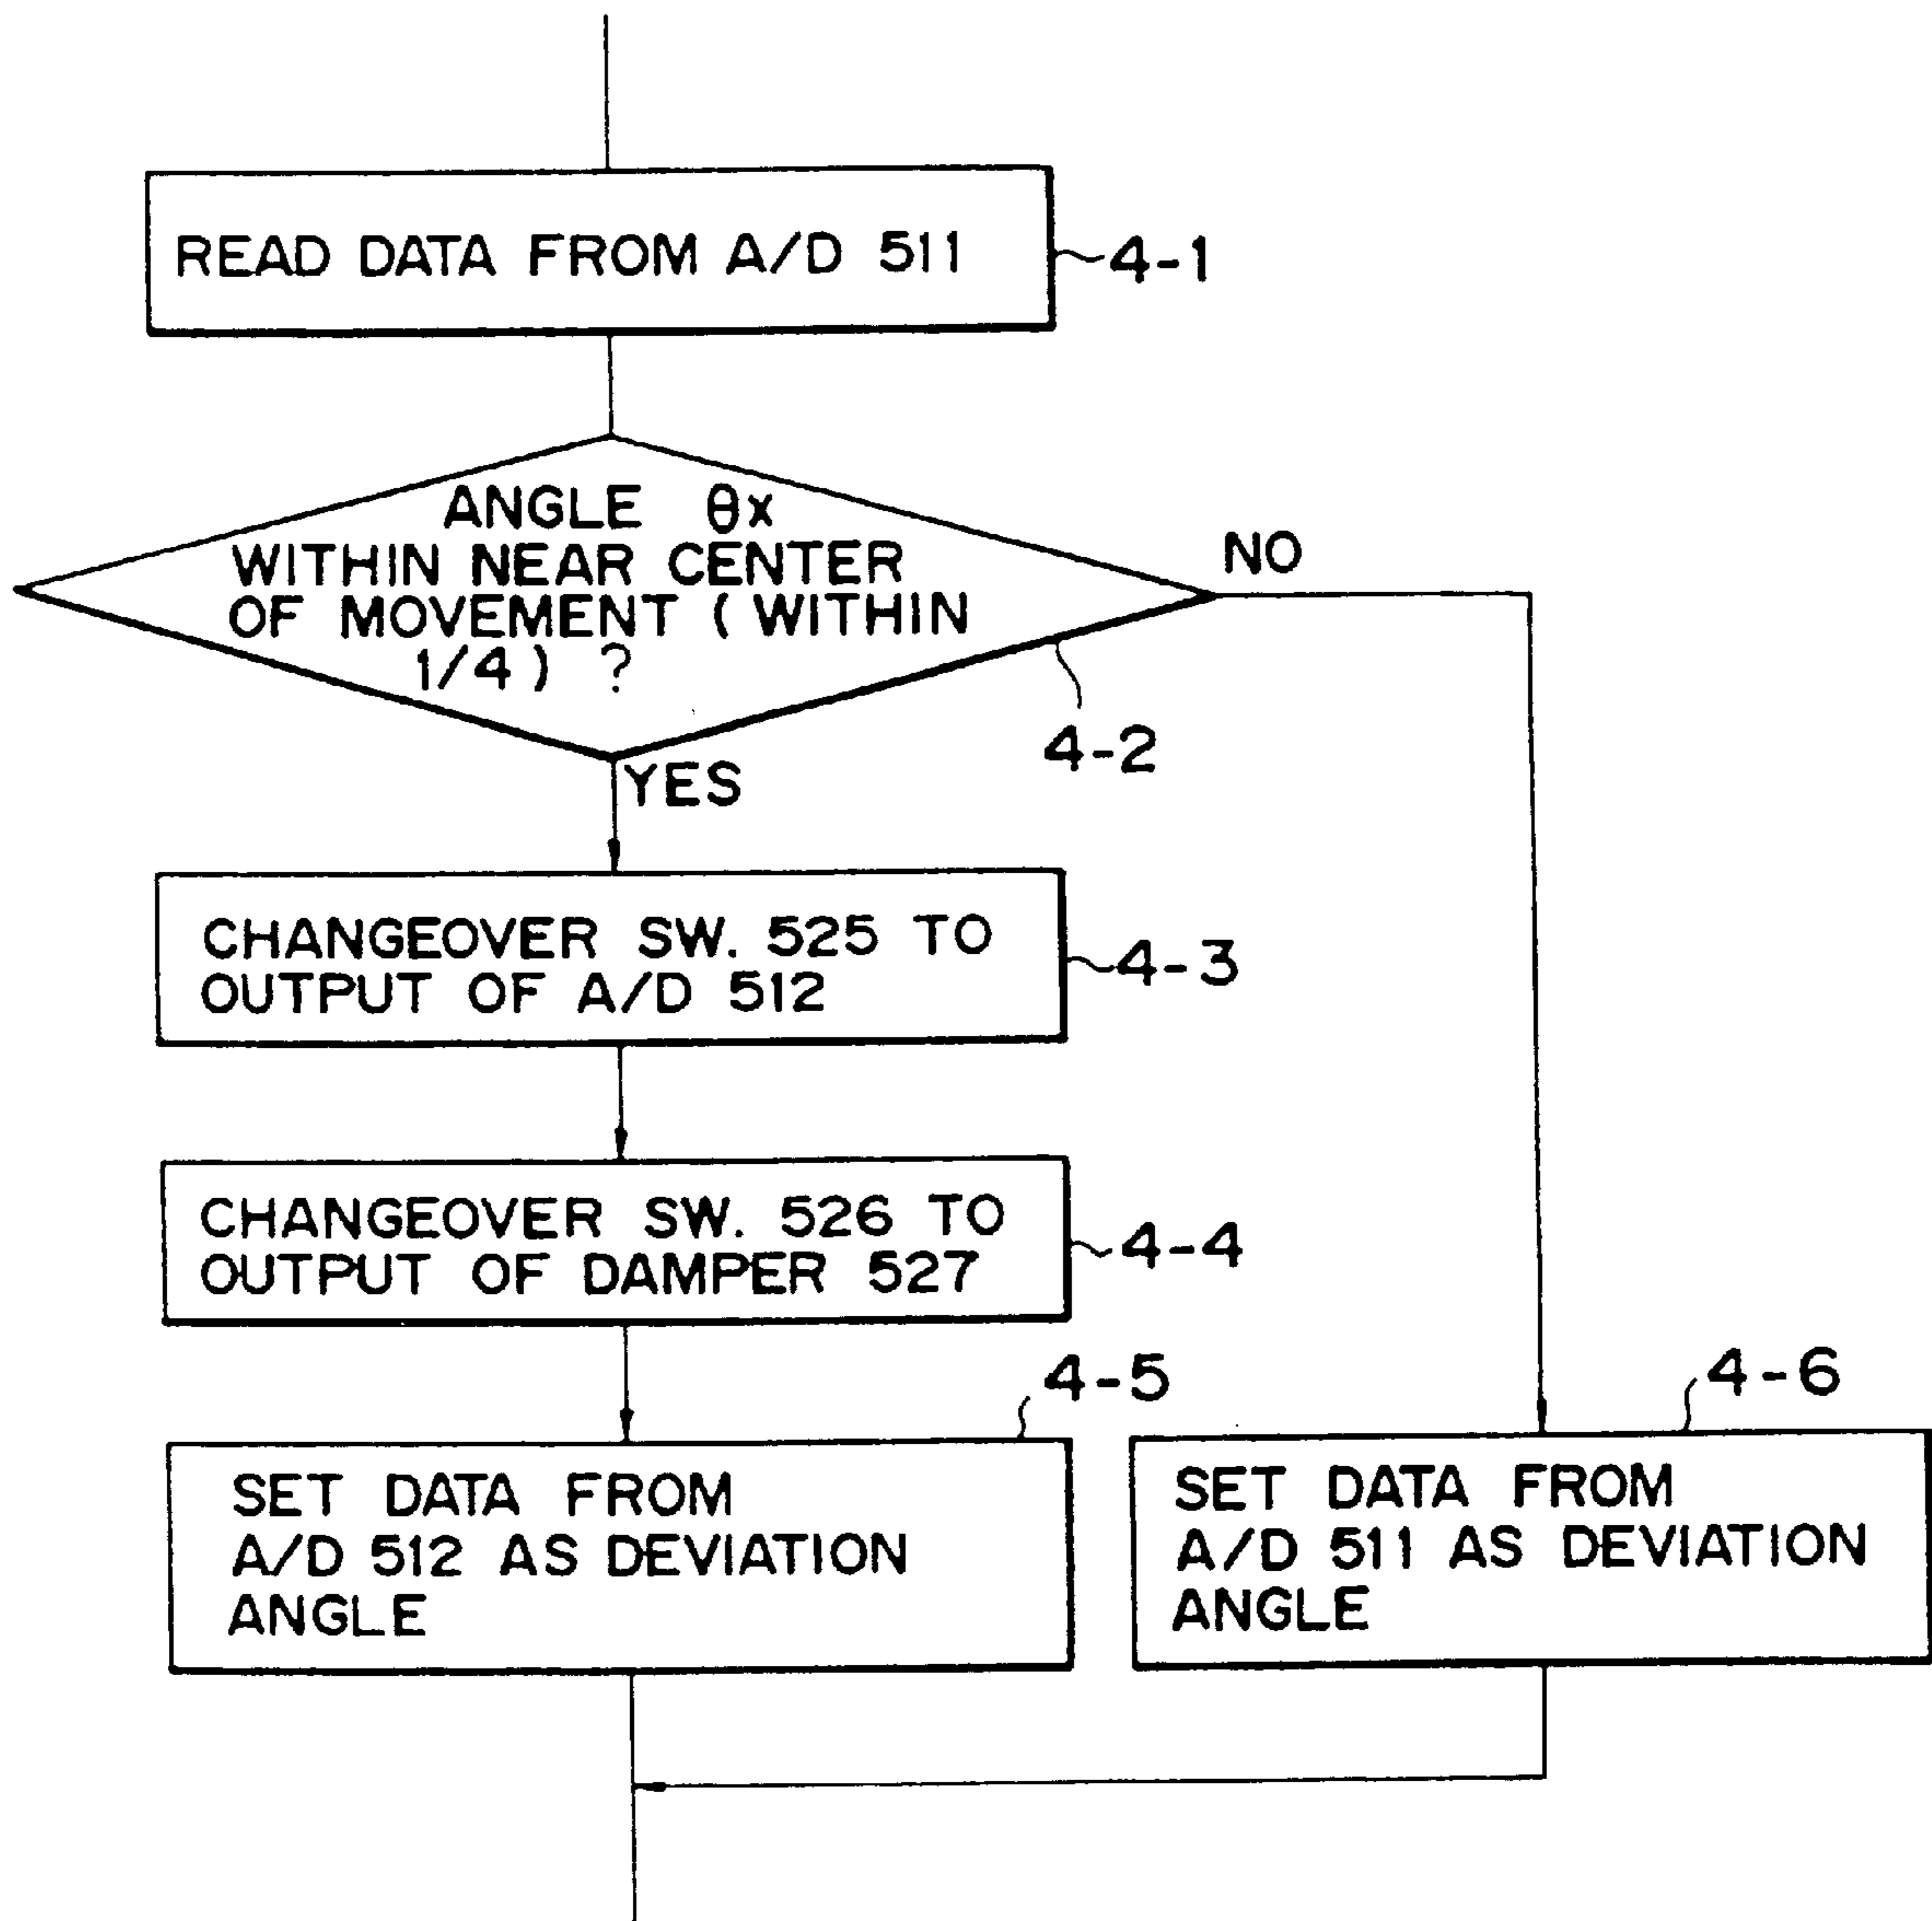 READ DATA FROM A/D 511
4-1
ANGLE θx
WITHIN NEAR CENTER
OF MOVEMENT (WITHIN
1/4) ?
NO
4-2
YES
CHANGEOVER SW. 525 TO
OUTPUT OF A/D 512
4-3
CHANGEOVER SW. 526 TO
OUTPUT OF DAMPER 527
4-4
4-5
SET DATA FROM
A/D 512 AS DEVIATION
ANGLE
4-6
SET DATA FROM
A/D 511 AS DEVIATION
ANGLE